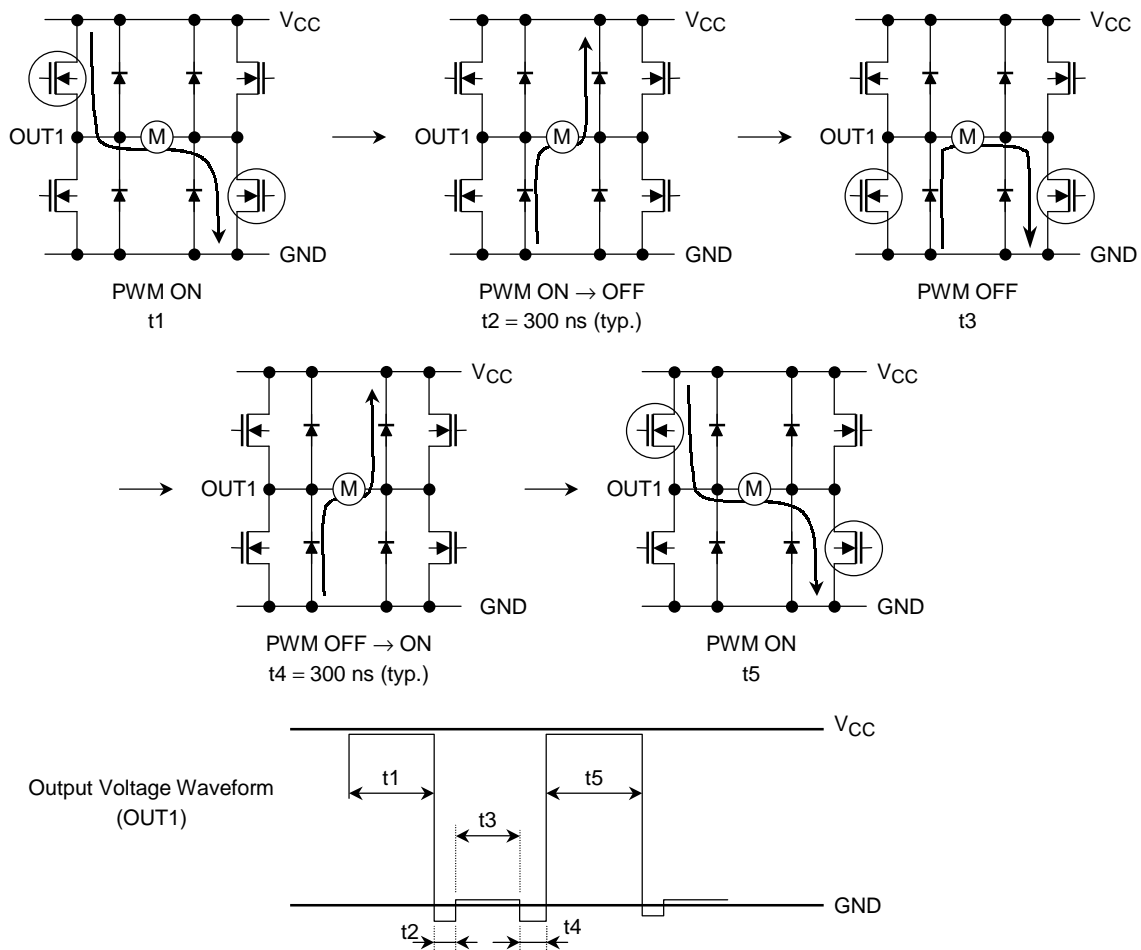 VCC
VCC
VCC
OUT1
M
OUT1
M
OUT1
M
GND
GND
GND
PWM ON
t1
PWM ON → OFF
t2 = 300 ns (typ.)
PWM OFF
t3
VCC
VCC
OUT1
M
OUT1
M
GND
GND
PWM OFF → ON
t4 = 300 ns (typ.)
PWM ON
t5
VCC
t1
t5
Output Voltage Waveform
(OUT1)
t3
GND
t2
t4